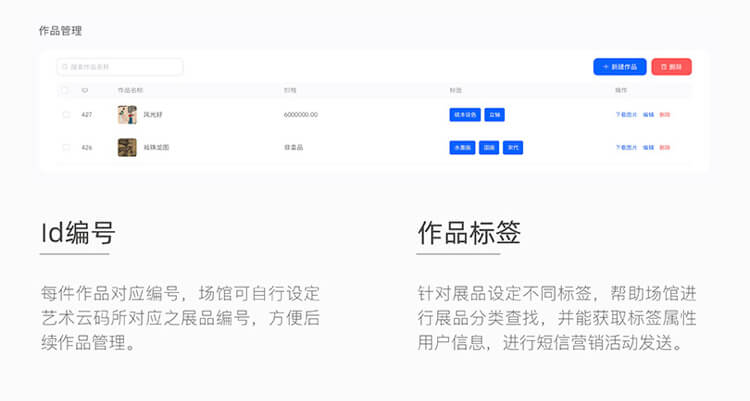 作品管理
搜索作品名称
+ 新建作品
删除
ID
作品名称
价格
标签
操作
427
风光好
6000000.00
绢本设色
立轴
下载图片 编辑 删除
426
戏珠龙图
非卖品
水墨画
国画
宋代
下载图片 编辑 删除
Id编号
每件作品对应编号，场馆可自行设定
艺术云码所对应之展品编号，方便后
续作品管理。
作品标签
针对展品设定不同标签，帮助场馆进
行展品分类查找，并能获取标签属性
用户信息，进行短信营销活动发送。